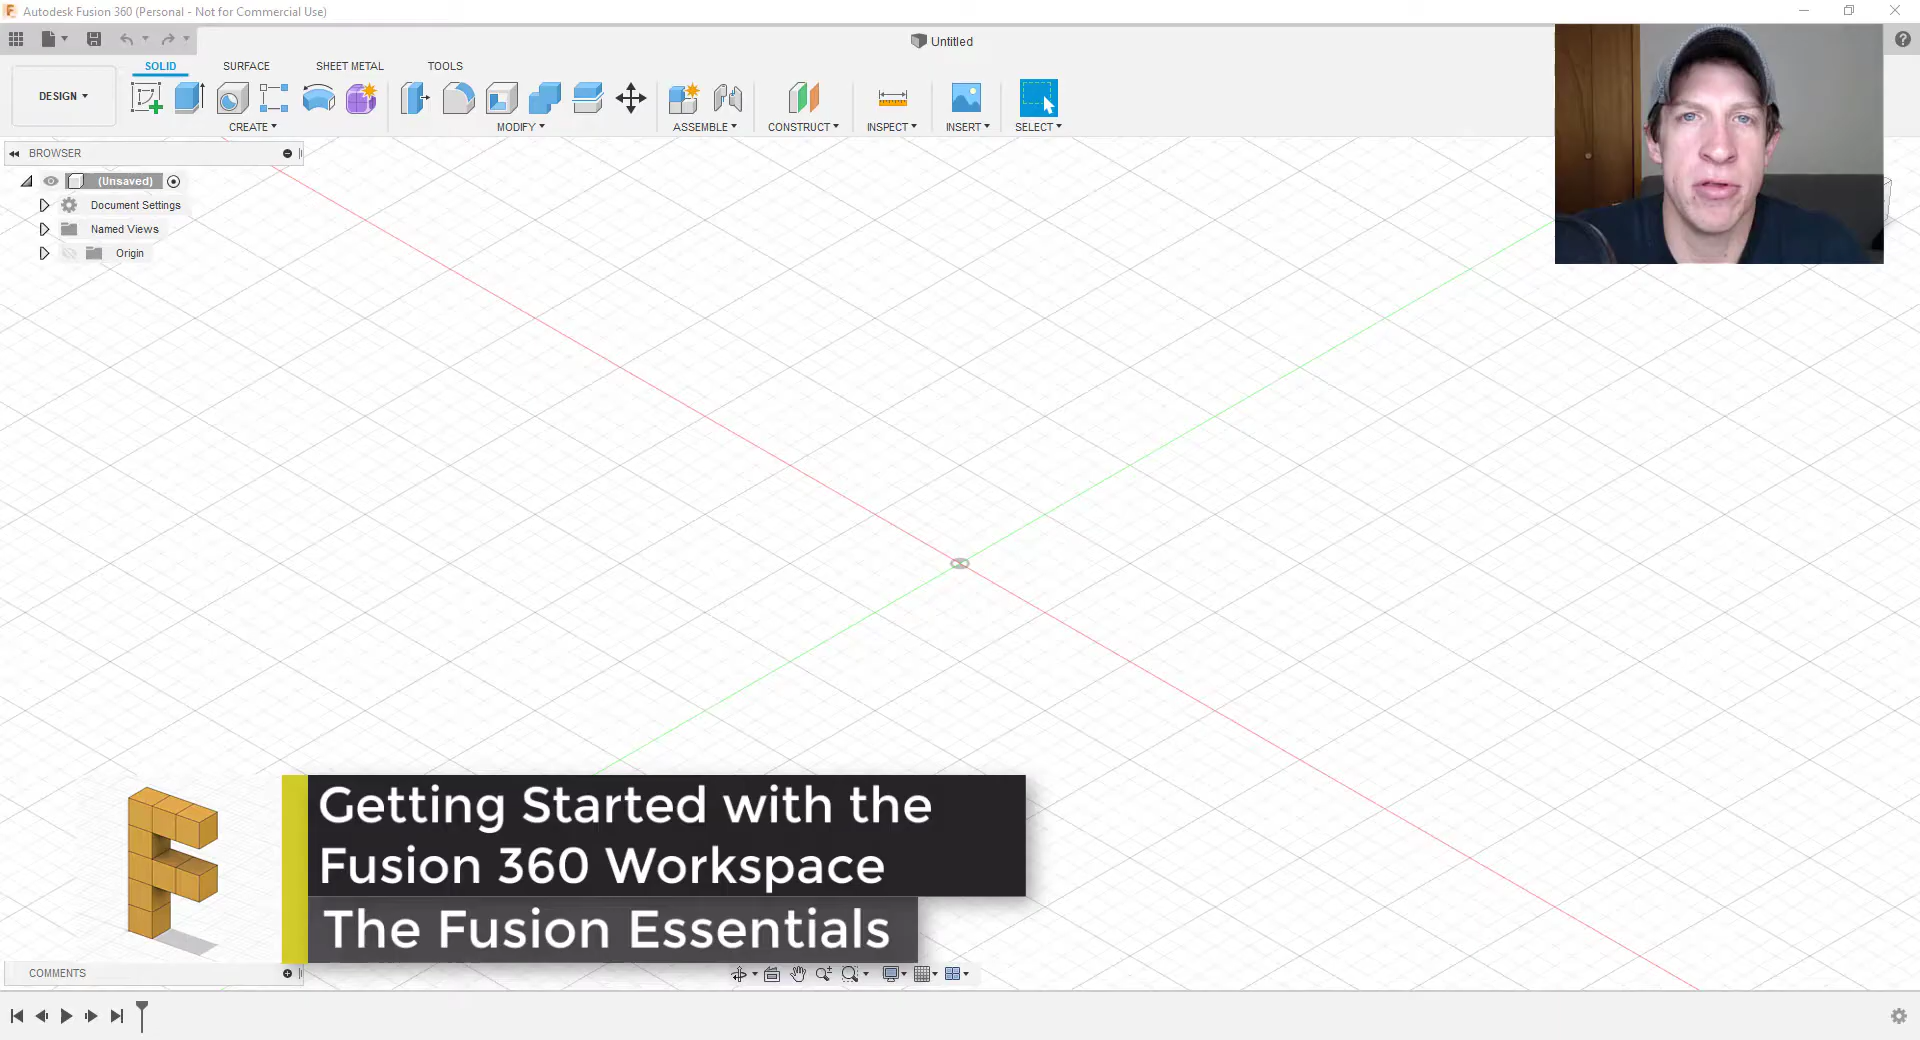 Autodesk Fusion 360 (Personal - Not for Commercial Use)
Untitled
SOLID SURFACE SHEET METAL TOOLS
DESIGN
CREATE MODIFY ASSEMBLE CONSTRUCT INSPECT INSERT SELECT
BROWSER
(Unsaved)
Document Settings
Named Views
Origin
Getting Started with the
Fusion 360 Workspace
The Fusion Essentials
COMMENTS